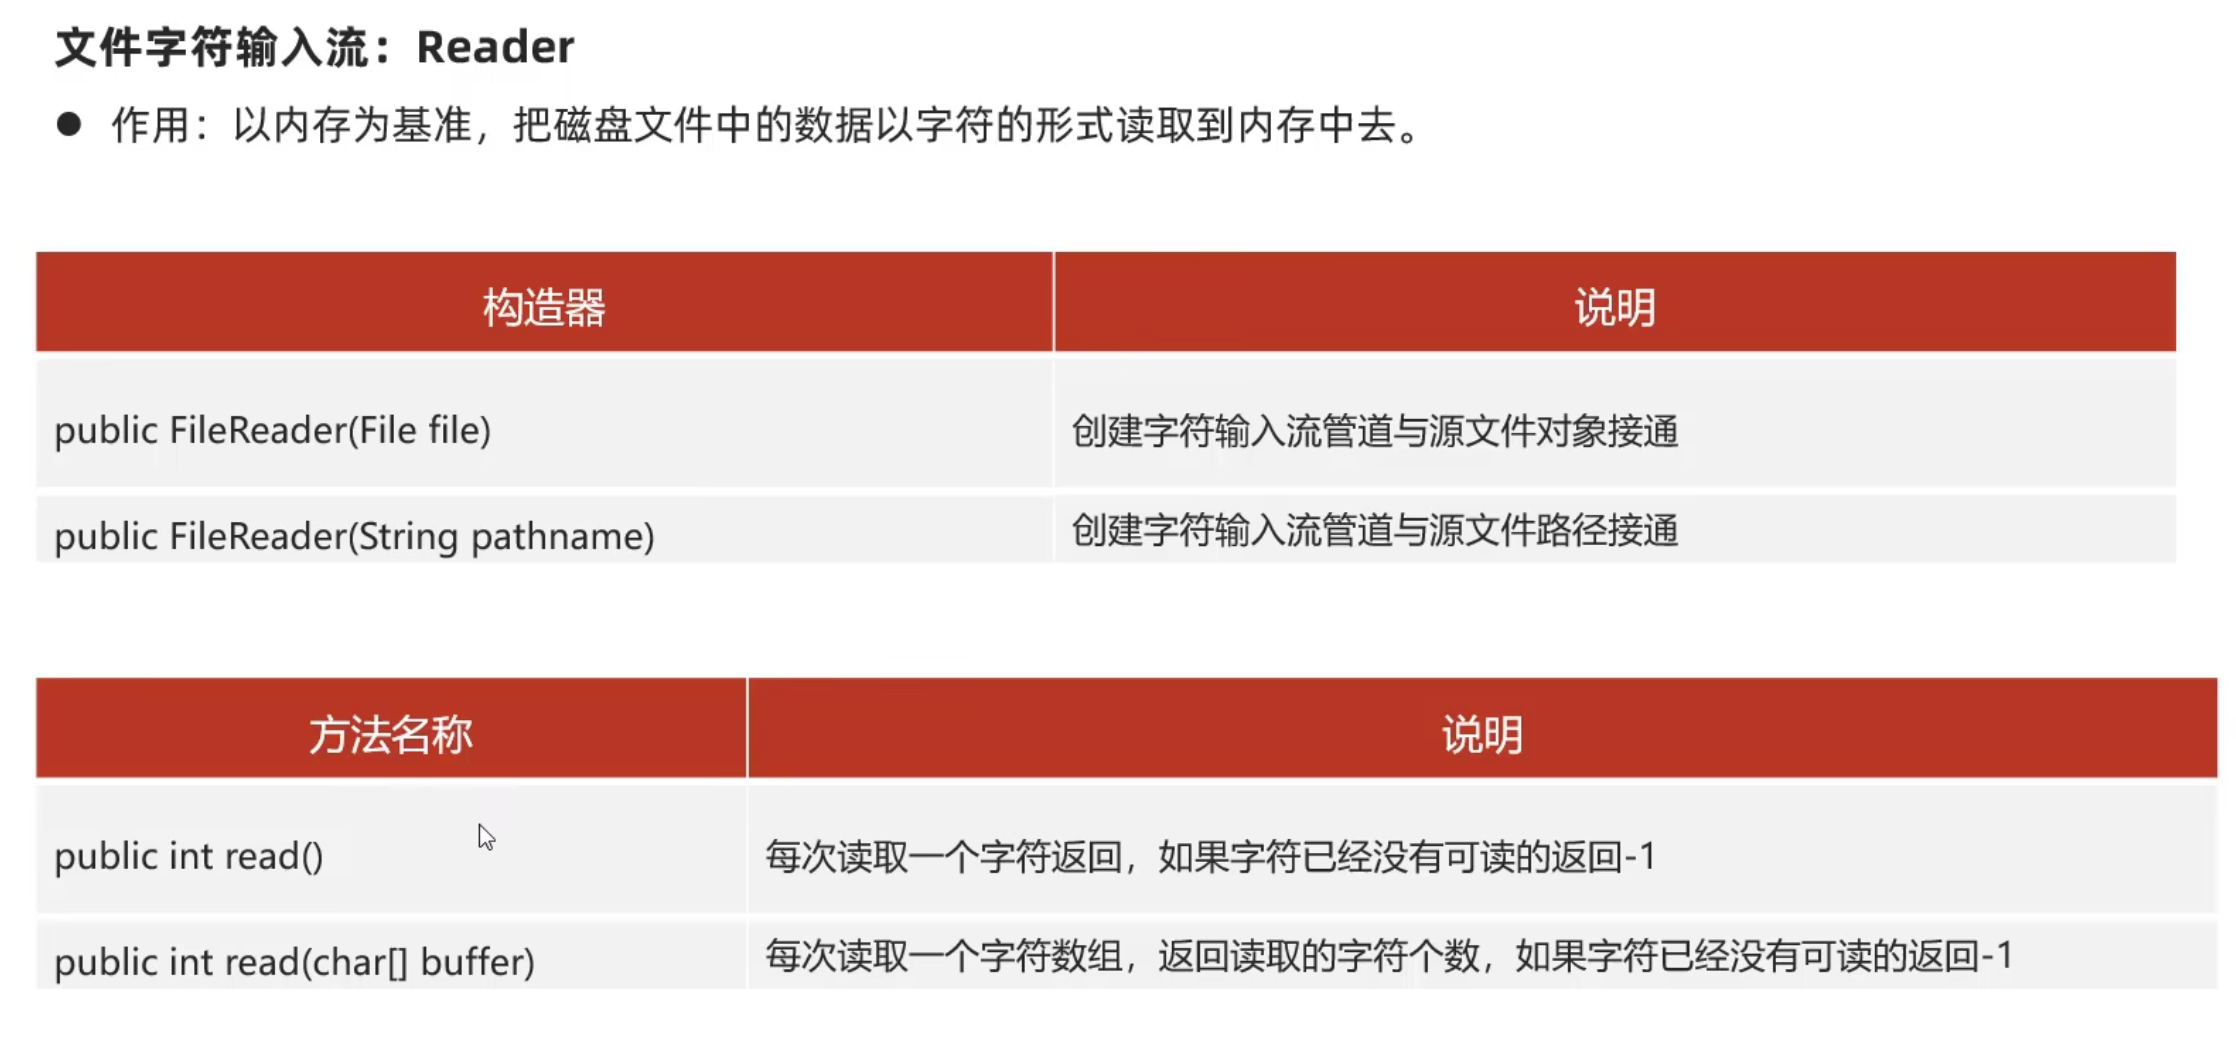 文件字符输入流：Reader
● 作用：以内存为基准，把磁盘文件中的数据以字符的形式读取到内存中去。
构造器 说明
public FileReader(File file) 创建字符输入流管道与源文件对象接通
public FileReader(String pathname) 创建字符输入流管道与源文件路径接通
方法名称 说明
public int read() 每次读取一个字符返回，如果字符已经没有可读的返回-1
public int read(char[] buffer) 每次读取一个字符数组，返回读取的字符个数，如果字符已经没有可读的返回-1